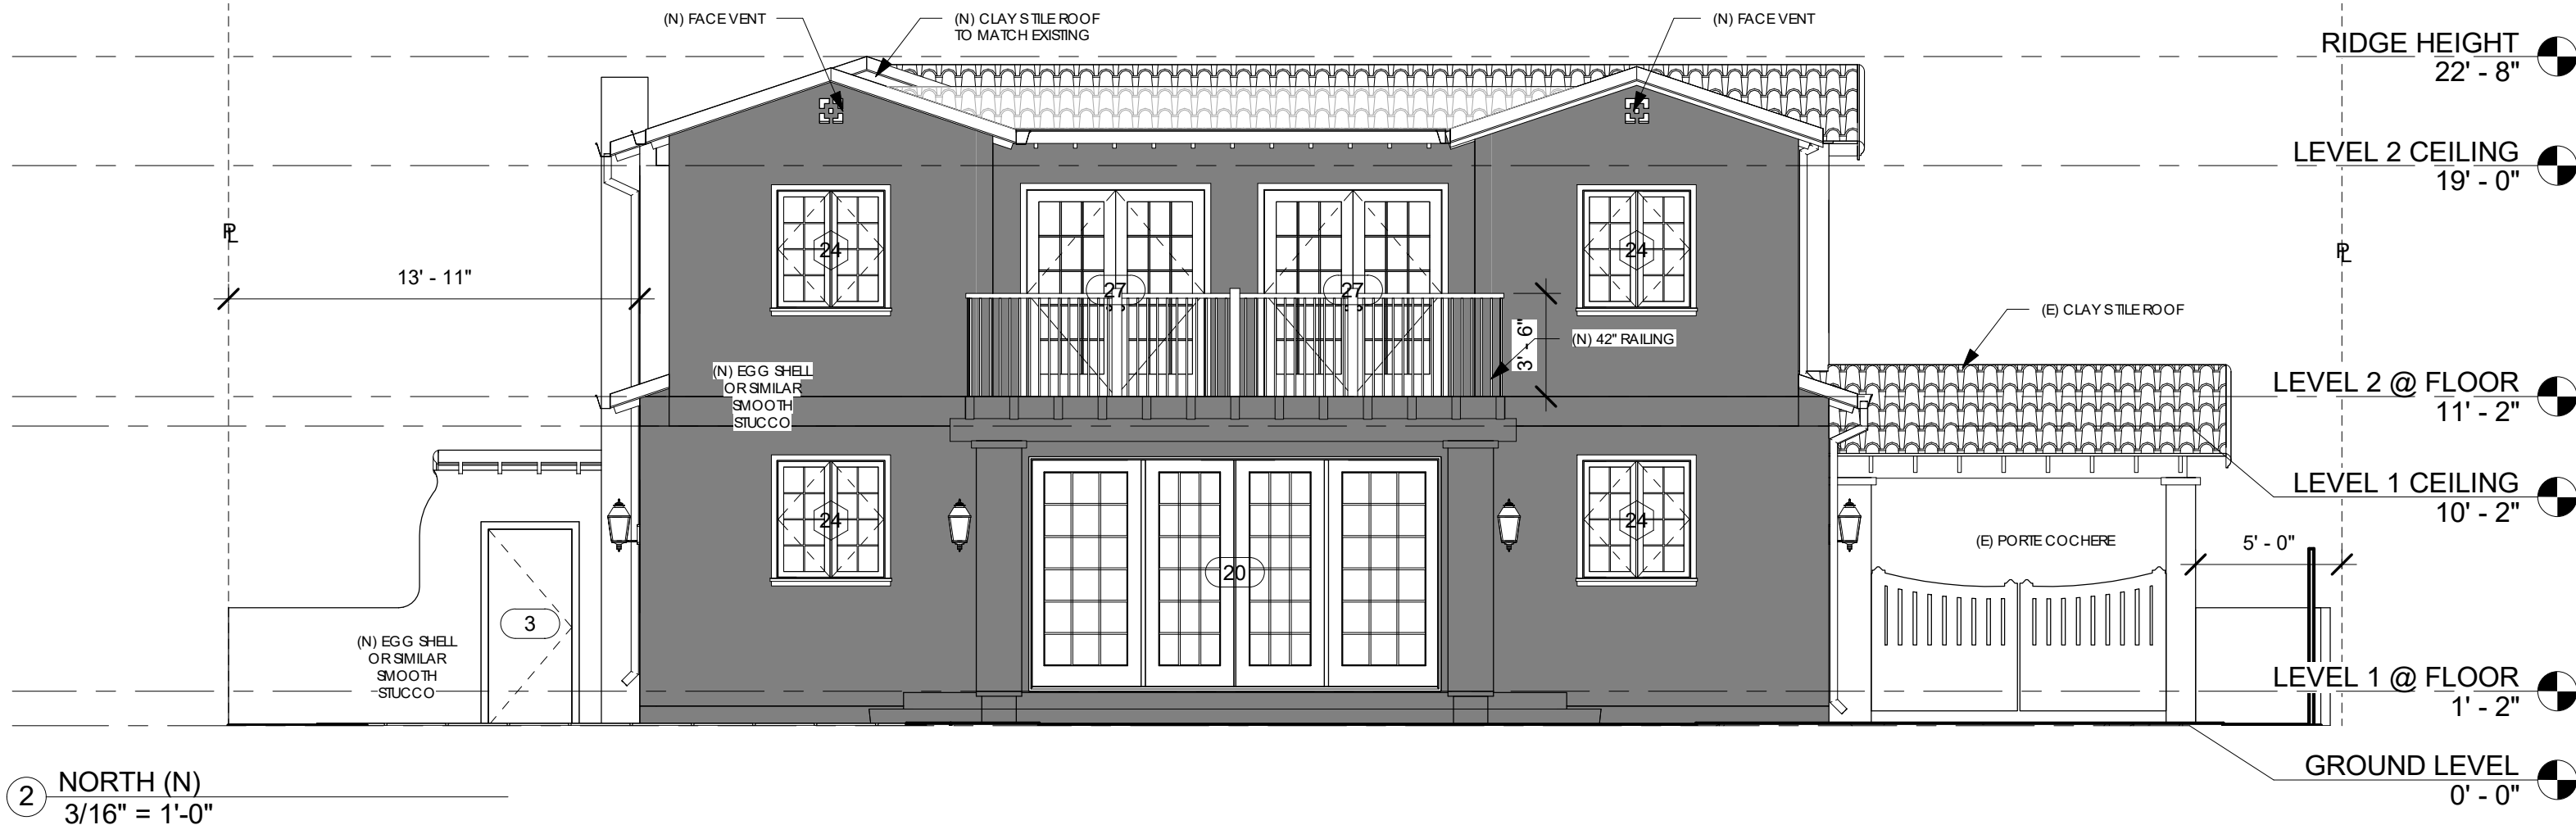 (N) FACE VENT
(N) CLAY S TILE ROOF
TO MATCH EXISTING
(N) FACE VENT
RIDGE HEIGHT
22' - 8"
LEVEL 2 CEILING
19' - 0"
PL
PL
13' - 11"
24
24
27
27
(E) CLAY S TILE ROOF
3' - 6"
(N) 42" RAILING
(N) EGG SHELL
OR SIMILAR
SMOOTH
STUCCO
LEVEL 2 @ FLOOR
11' - 2"
LEVEL 1 CEILING
10' - 2"
24
24
20
(E) PORTE COCHERE
5' - 0"
3
(N) EGG SHELL
OR SIMILAR
SMOOTH
STUCCO
LEVEL 1 @ FLOOR
1' - 2"
GROUND LEVEL
0' - 0"
2
NORTH (N)
3/16" = 1'-0"